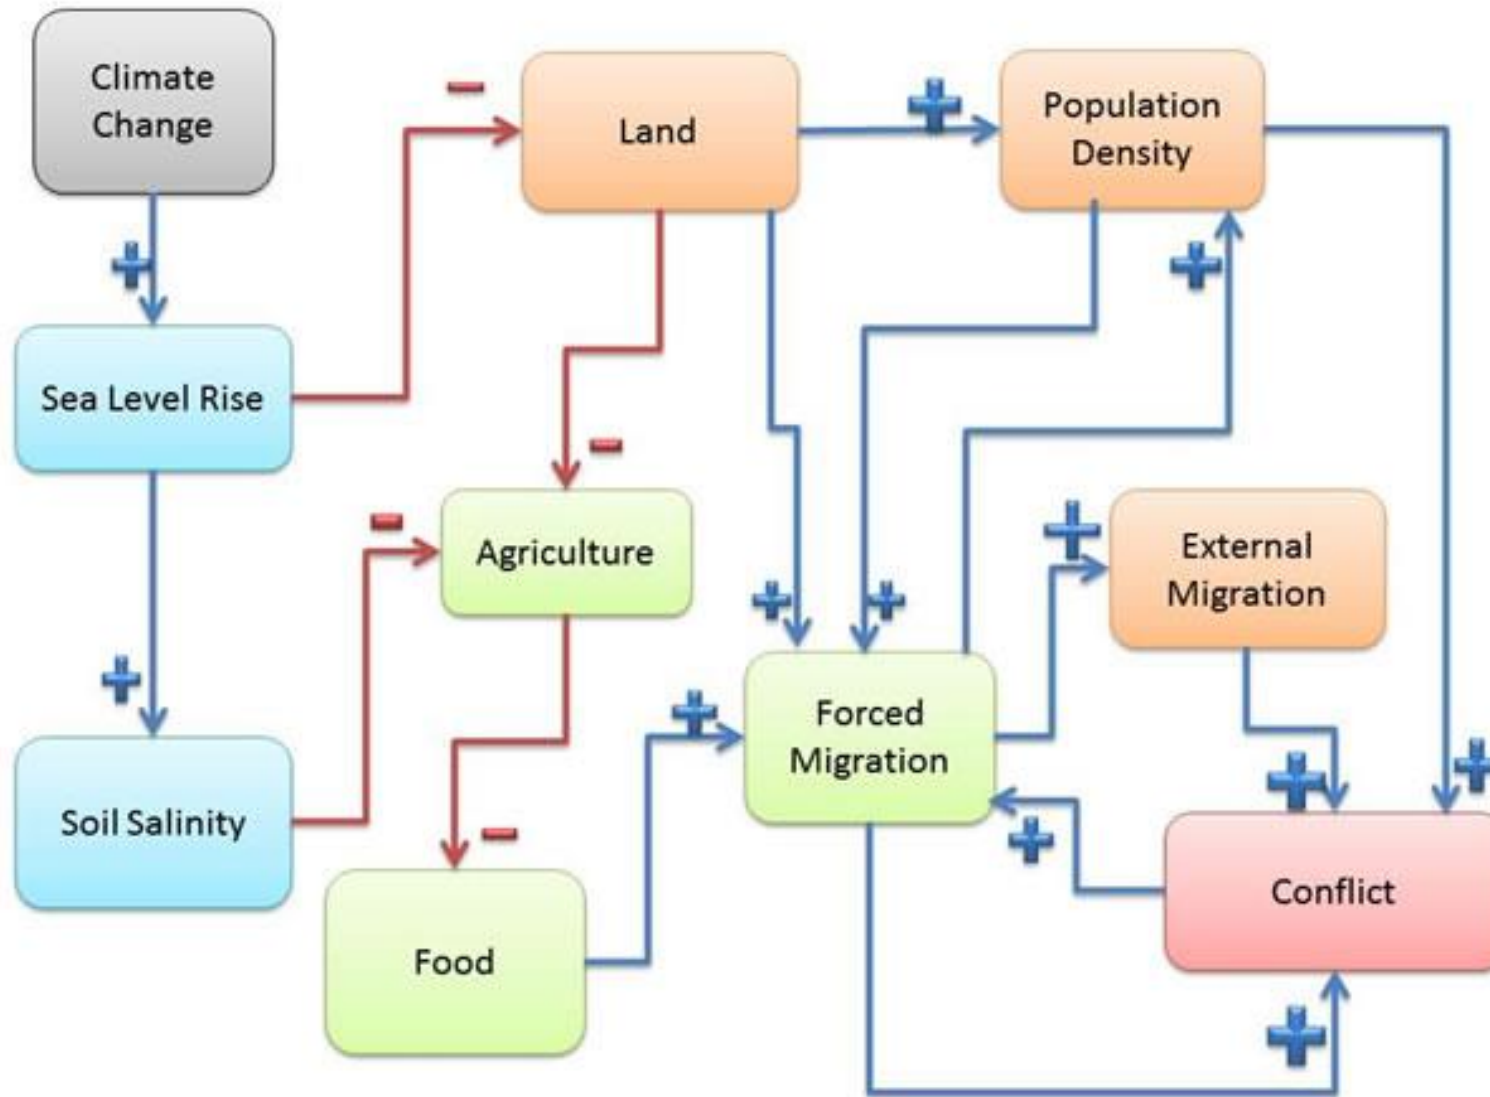 Climate
Change
Land
Population
Density
Sea Level Rise
Agriculture
External
Migration
Soil Salinity
Forced
Migration
Food
Conflict